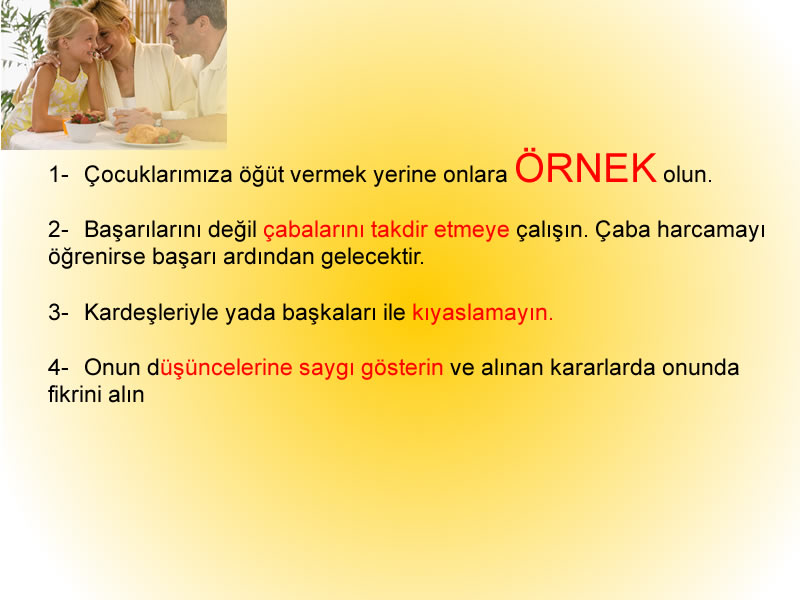 1- Çocuklarımıza öğüt vermek yerine onlara ÖRNEK olun.
2- Başarılarını değil çabalarını takdir etmeye çalışın. Çaba harcamayı
öğrenirse başarı ardından gelecektir.
3- Kardeşleriyle yada başkaları ile kıyaslamayın.
4- Onun düşüncelerine saygı gösterin ve alınan kararlarda onunda
fikrini alın